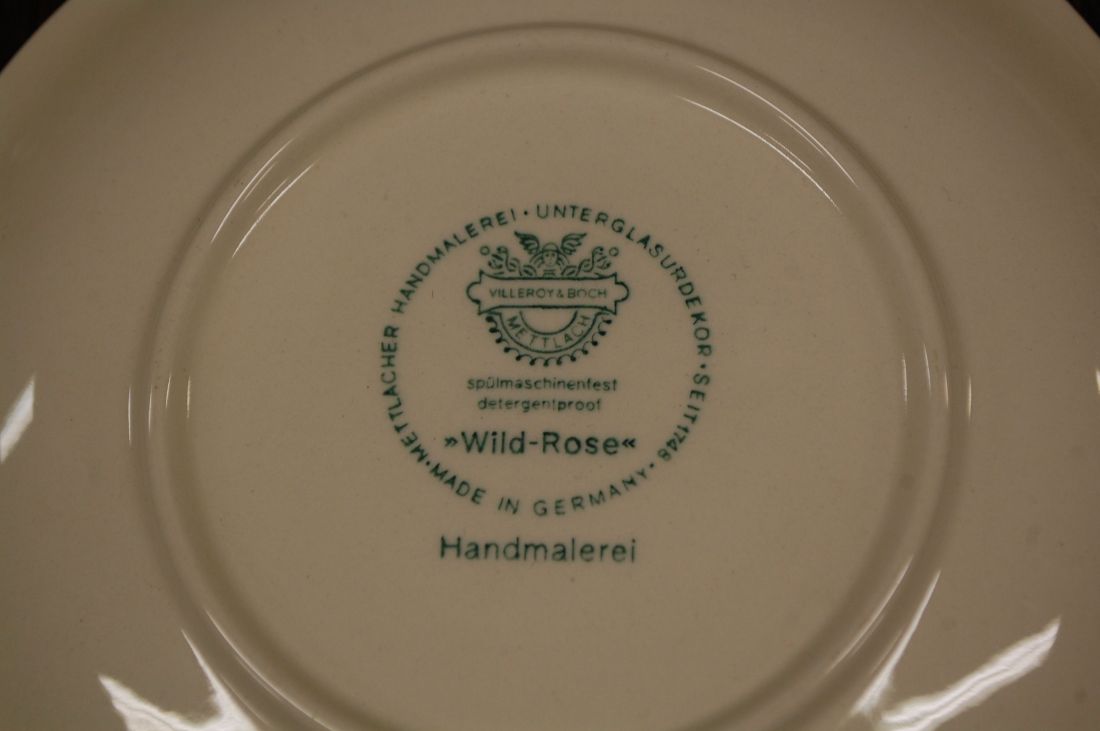 METTLACHER HANDMALEREI · UNTERGLASURDEKOR · SEIT 1748 · MADE IN GERMANY ·
VILLEROY & BOCH
METTLACH
spülmaschinenfest
detergentproof
»Wild-Rose«
Handmalerei